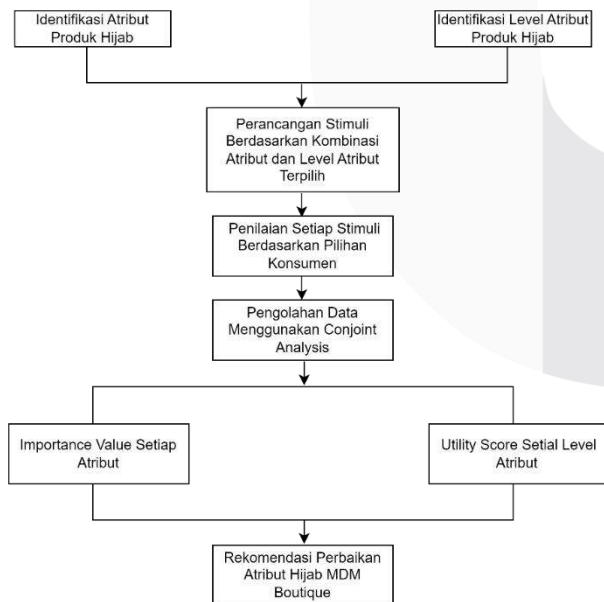 Identifikasi Atribut
Produk Hijab
Identifikasi Level Atribut
Produk Hijab
Perancangan Stimuli
Berdasarkan Kombinasi
Atribut dan Level Atribut
Terpilih
Penilaian Setiap Stimuli
Berdasarkan Pilihan
Konsumen
Pengolahan Data
Menggunakan Conjoint
Analysis
Importance Value Setiap
Atribut
Utility Score Setial Level
Atribut
Rekomendasi Perbaikan
Atribut Hijab MDM
Boutique